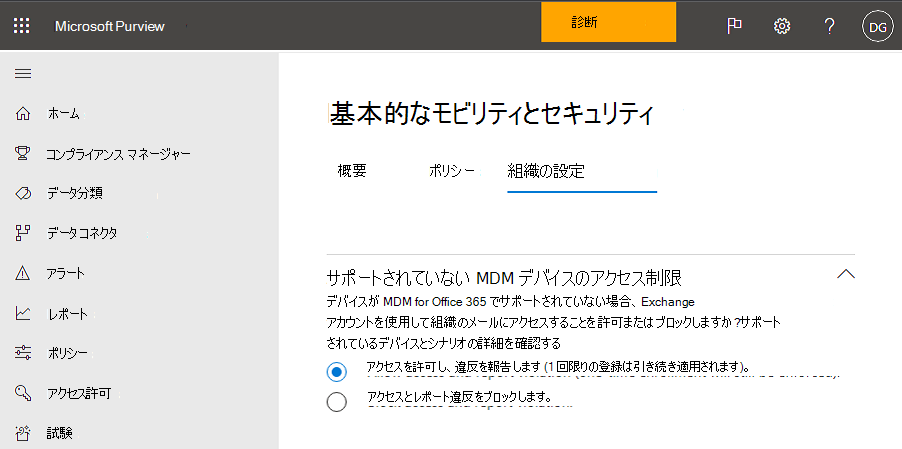 Microsoft Purview
診断
?
DG
ホーム
コンプライアンス マネージャー
データ分類
データ コネクタ
アラート
レポート
ポリシー
アクセス許可
試験
基本的なモビリティとセキュリティ
概要 ポリシー 組織の設定
サポートされていない MDM デバイスのアクセス制限
デバイスが MDM for Office 365 でサポートされていない場合、Exchange
アカウントを使用して組織のメールにアクセスすることを許可またはブロックしますか ?サポート
されているデバイスとシナリオの詳細を確認する
アクセスを許可し、違反を報告します (1 回限りの登録は引き続き適用されます)。
アクセスとレポート違反をブロックします。